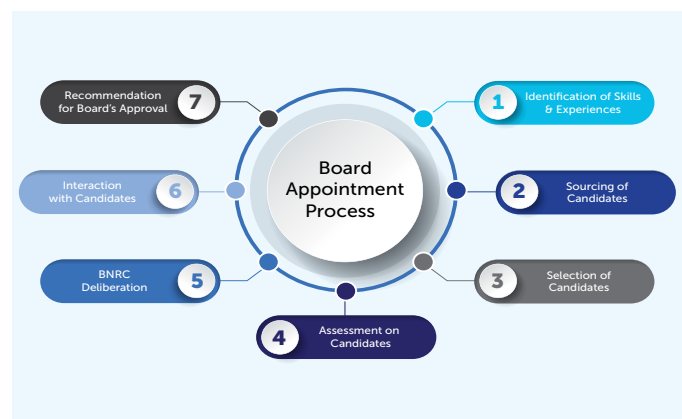 Board
Appointment
Process
1
Identification of Skills
& Experiences
2
Sourcing of
Candidates
3
Selection of
Candidates
4
Assessment on
Candidates
5
BNRC
Deliberation
6
Interaction
with Candidates
7
Recommendation
for Board's Approval